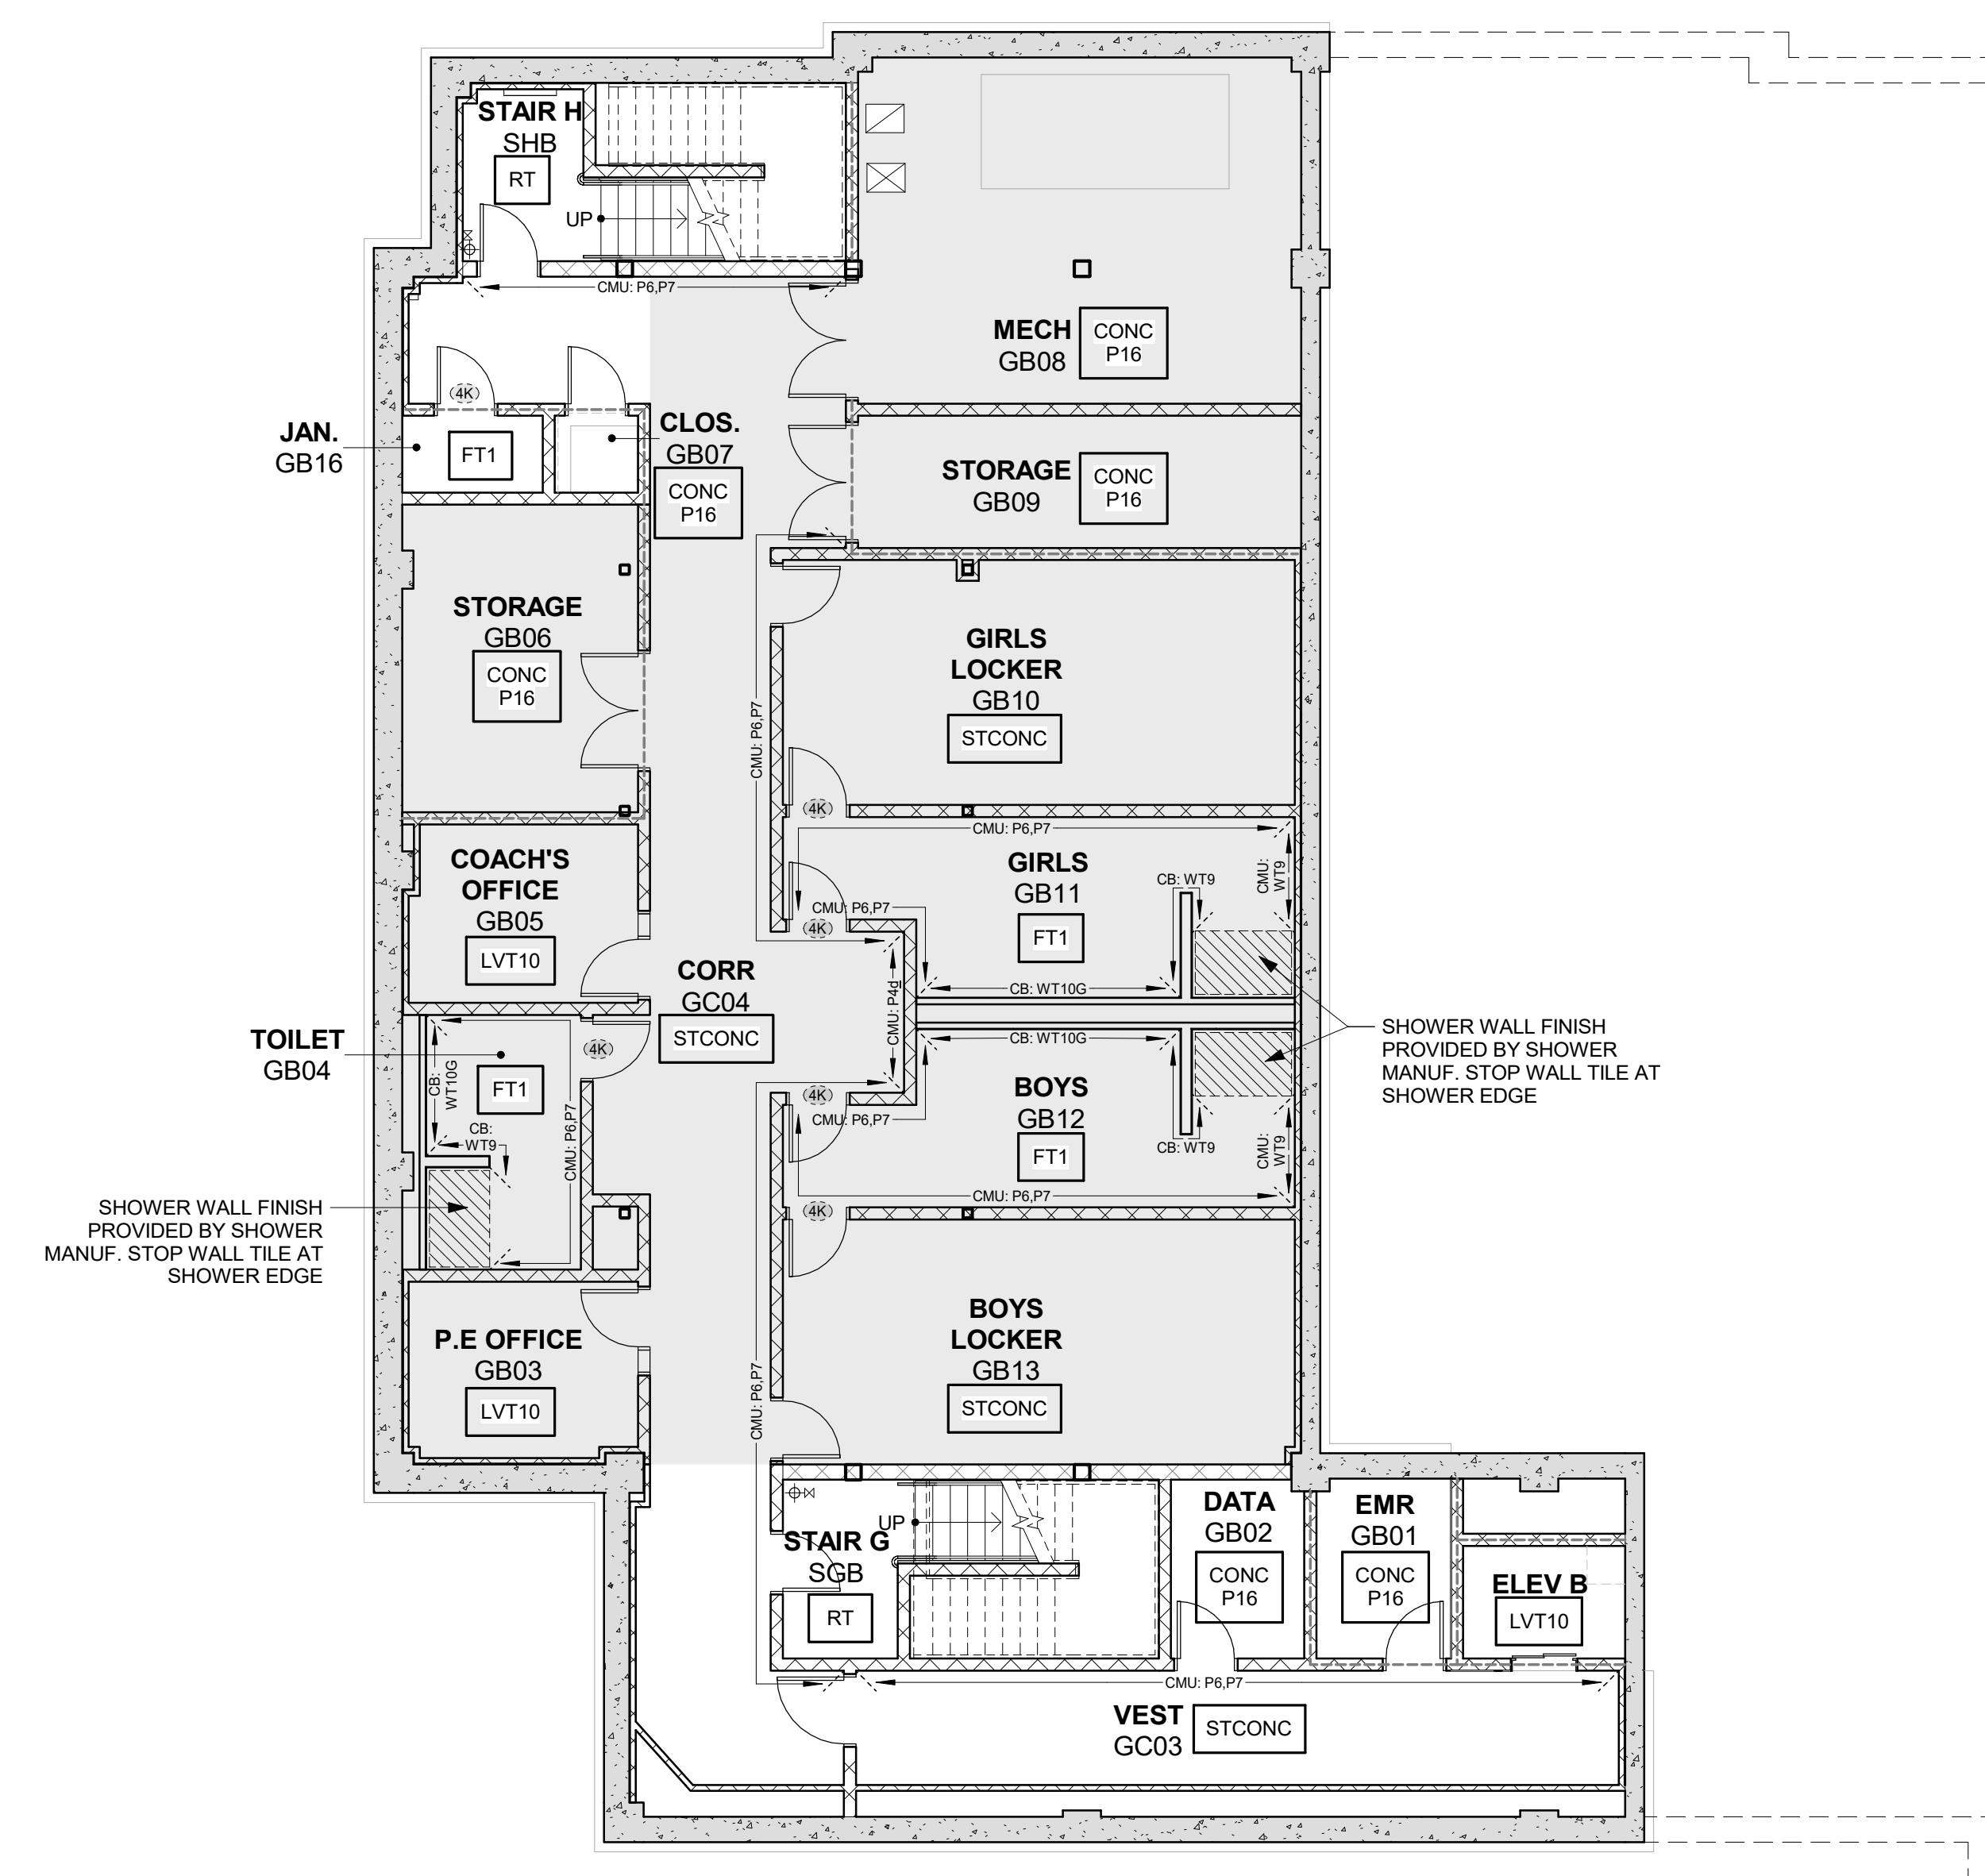 STAIR H
SHB
RT
UP
CMU: P6,P7
MECH
GB08
CONC
P16
4K
JAN.
GB16
FT1
CLOS.
GB07
CONC
P16
STORAGE
GB09
CONC
P16
STORAGE
GB06
CONC
P16
GIRLS
LOCKER
GB10
STCONC
CMU: P6,P7
4K
CMU: P6,P7
COACH'S
OFFICE
GB05
LVT10
GIRLS
GB11
FT1
CB: WT9
CMU:
WT9
CMU: P6,P7
4K
CB: WT10G
CORR
GC04
STCONC
CMU: P4d
TOILET
GB04
4K
FT1
CB:
WT10G
CB:
WT9
CMU: P6,P7
CB: WT10G
BOYS
GB12
FT1
4K
CMU: P6,P7
CB: WT9
CMU:
WT9
CMU: P6,P7
4K
SHOWER WALL FINISH
PROVIDED BY SHOWER
MANUF. STOP WALL TILE AT
SHOWER EDGE
SHOWER WALL FINISH
PROVIDED BY SHOWER
MANUF. STOP WALL TILE AT
SHOWER EDGE
P.E OFFICE
GB03
LVT10
BOYS
LOCKER
GB13
STCONC
CMU: P6,P7
STAIR G
SGB
RT
UP
DATA
GB02
CONC
P16
EMR
GB01
CONC
P16
ELEV B
LVT10
CMU: P6,P7
VEST
GC03
STCONC